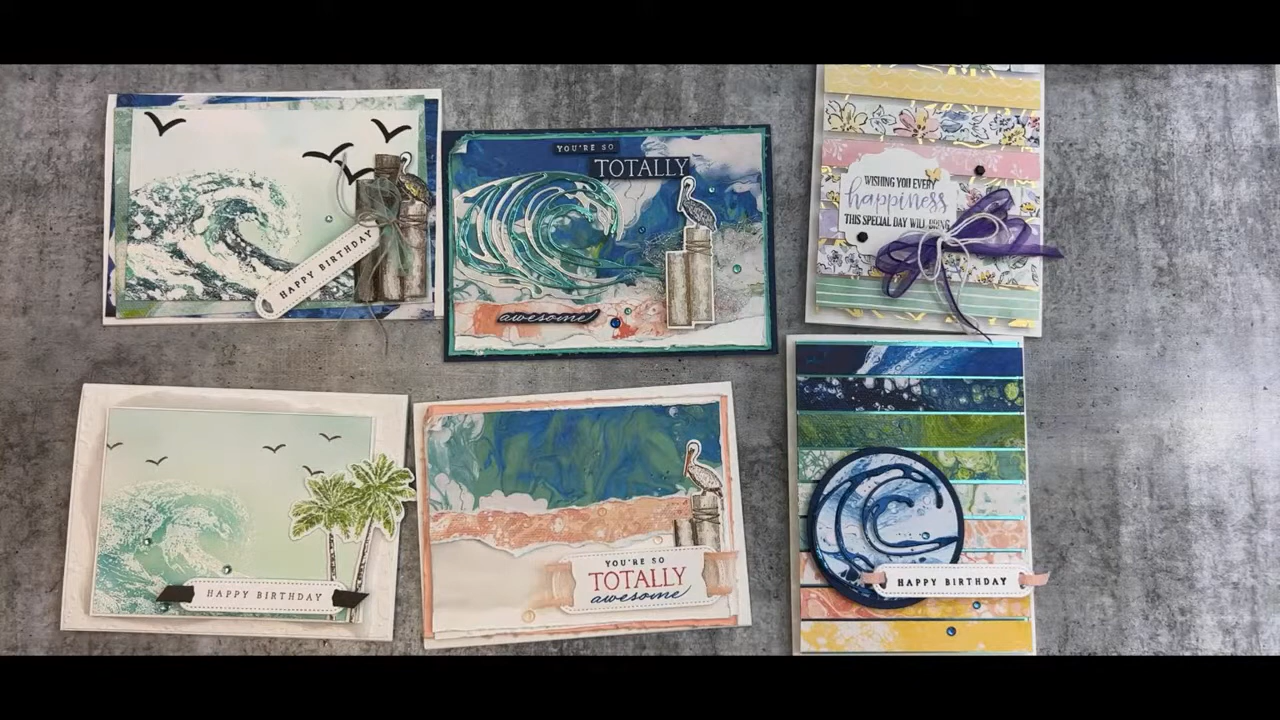 HAPPY BIRTHDAY
YOU'RE SO
TOTALLY
awesome
WISHING YOU EVERY
happiness
THIS SPECIAL DAY WILL BRING
HAPPY BIRTHDAY
YOU'RE SO
TOTALLY
awesome
HAPPY BIRTHDAY